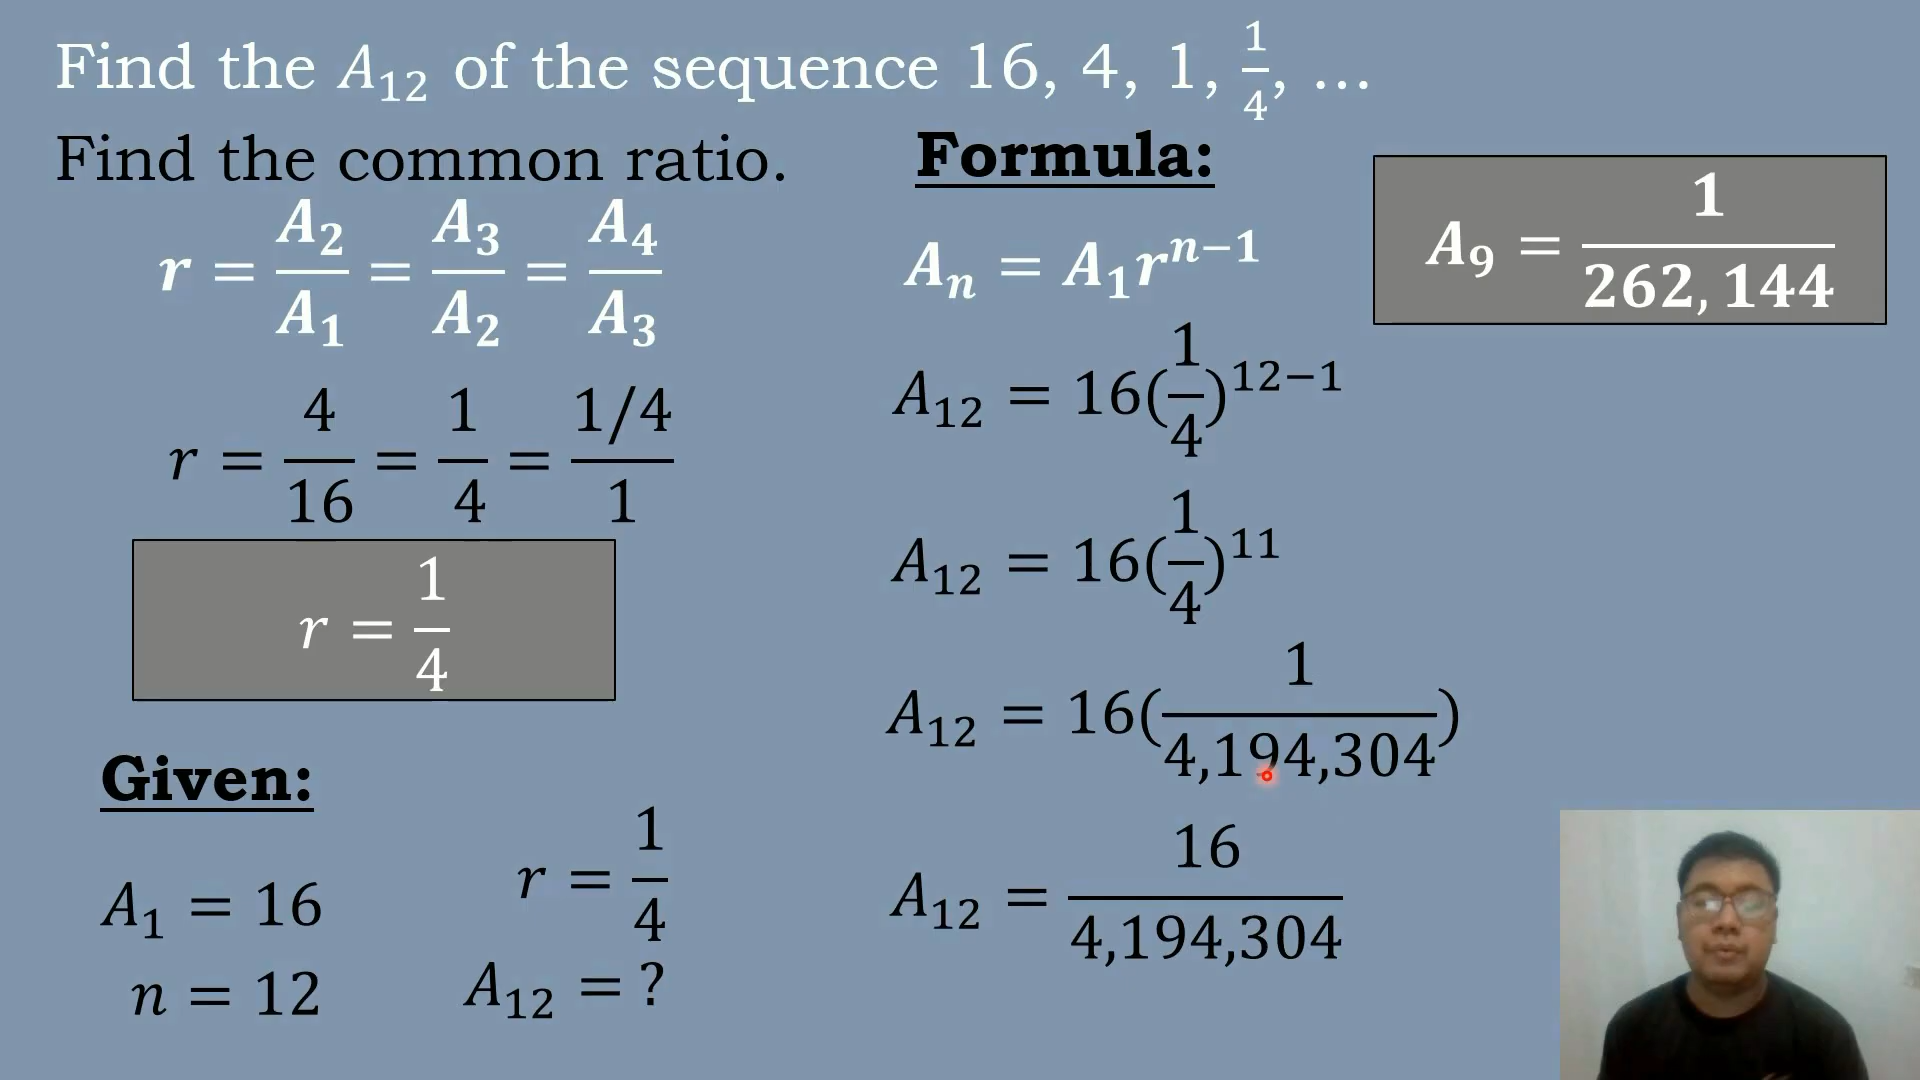 Find the A₁₂ of the sequence 16, 4, 1, 1/4, ...
Find the common ratio.
r = A₂/A₁ = A₃/A₂ = A₄/A₃
r = 4/16 = 1/4 = (1/4)/1
r = 1/4
Given:
A₁ = 16
n = 12
r = 1/4
A₁₂ = ?
Formula:
Aₙ = A₁rⁿ⁻¹
A₁₂ = 16(1/4)¹²⁻¹
A₁₂ = 16(1/4)¹¹
A₁₂ = 16(1/4,194,304)
A₁₂ = 16/4,194,304
A₉ = 1/262,144